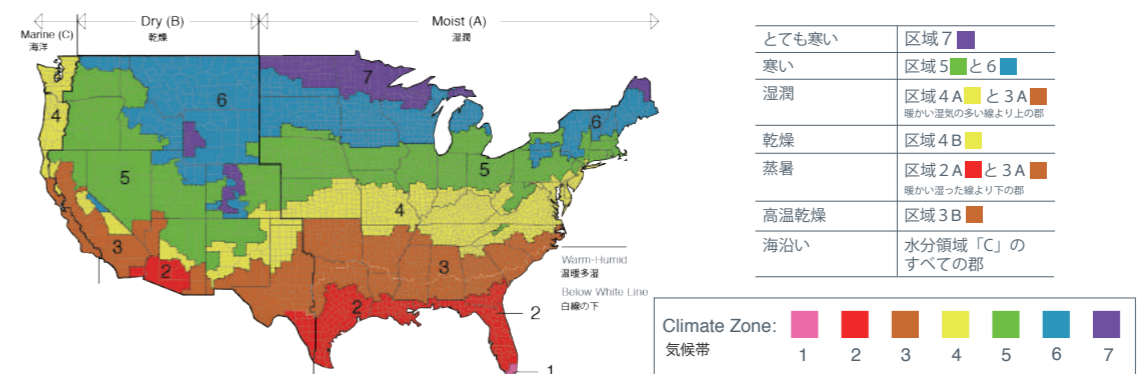 Marine (C)
海洋
Dry (B)
乾燥
Moist (A)
湿潤
7
6
6
4
5
5
4
3
3
2
2
Warm-Humid
温暖多湿
Below White Line
白線の下
2
1
とても寒い 区域7
寒い 区域5と6
湿潤 区域4Aと3A
暖かい湿気の多い線より上の郡
乾燥 区域4B
蒸暑 区域2Aと3A
暖かい湿った線より下の郡
高温乾燥 区域3B
海沿い 水分領域「C」の
すべての郡
Climate Zone:
気候帯
1 2 3 4 5 6 7